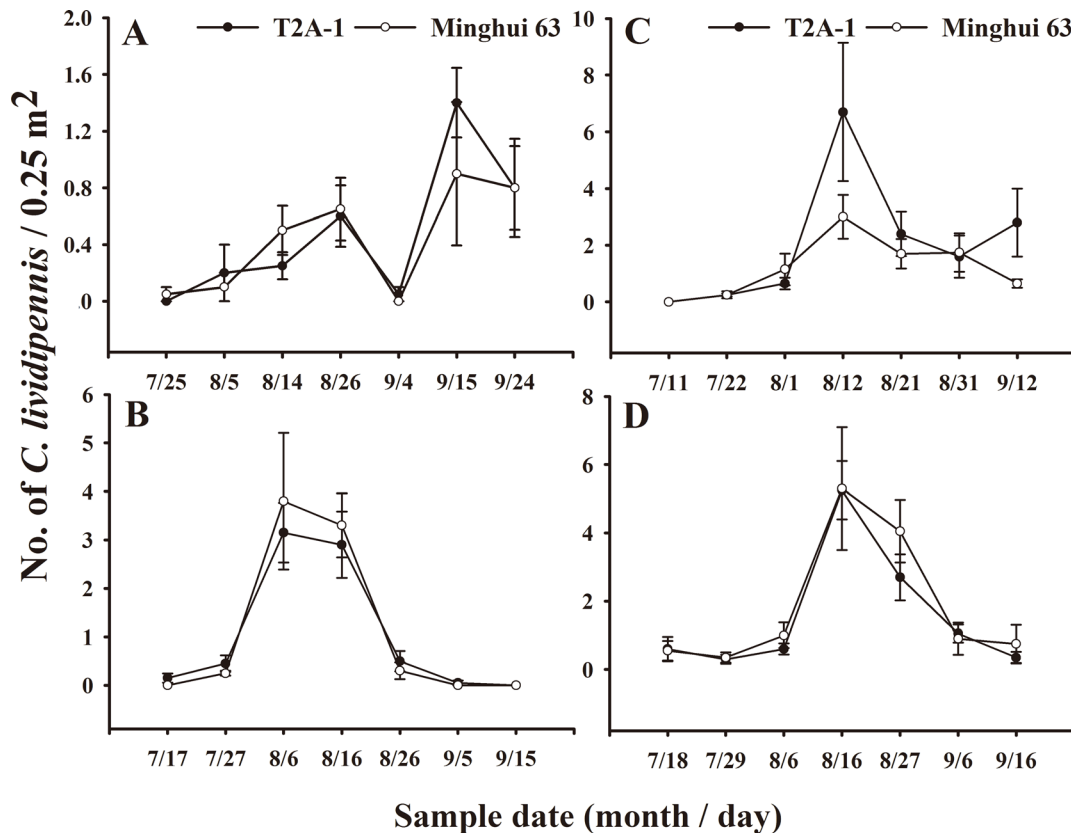 No. of C. lividipennis / 0.25 m²
A
T2A-1 Minghui 63
2.0
1.6
1.2
0.8
0.4
0
7/25 8/5 8/14 8/26 9/4 9/15 9/24
C
T2A-1 Minghui 63
10
8
6
4
2
0
7/11 7/22 8/1 8/12 8/21 8/31 9/12
B
6
5
4
3
2
1
0
7/17 7/27 8/6 8/16 8/26 9/5 9/15
D
8
6
4
2
0
7/18 7/29 8/6 8/16 8/27 9/6 9/16
Sample date (month / day)